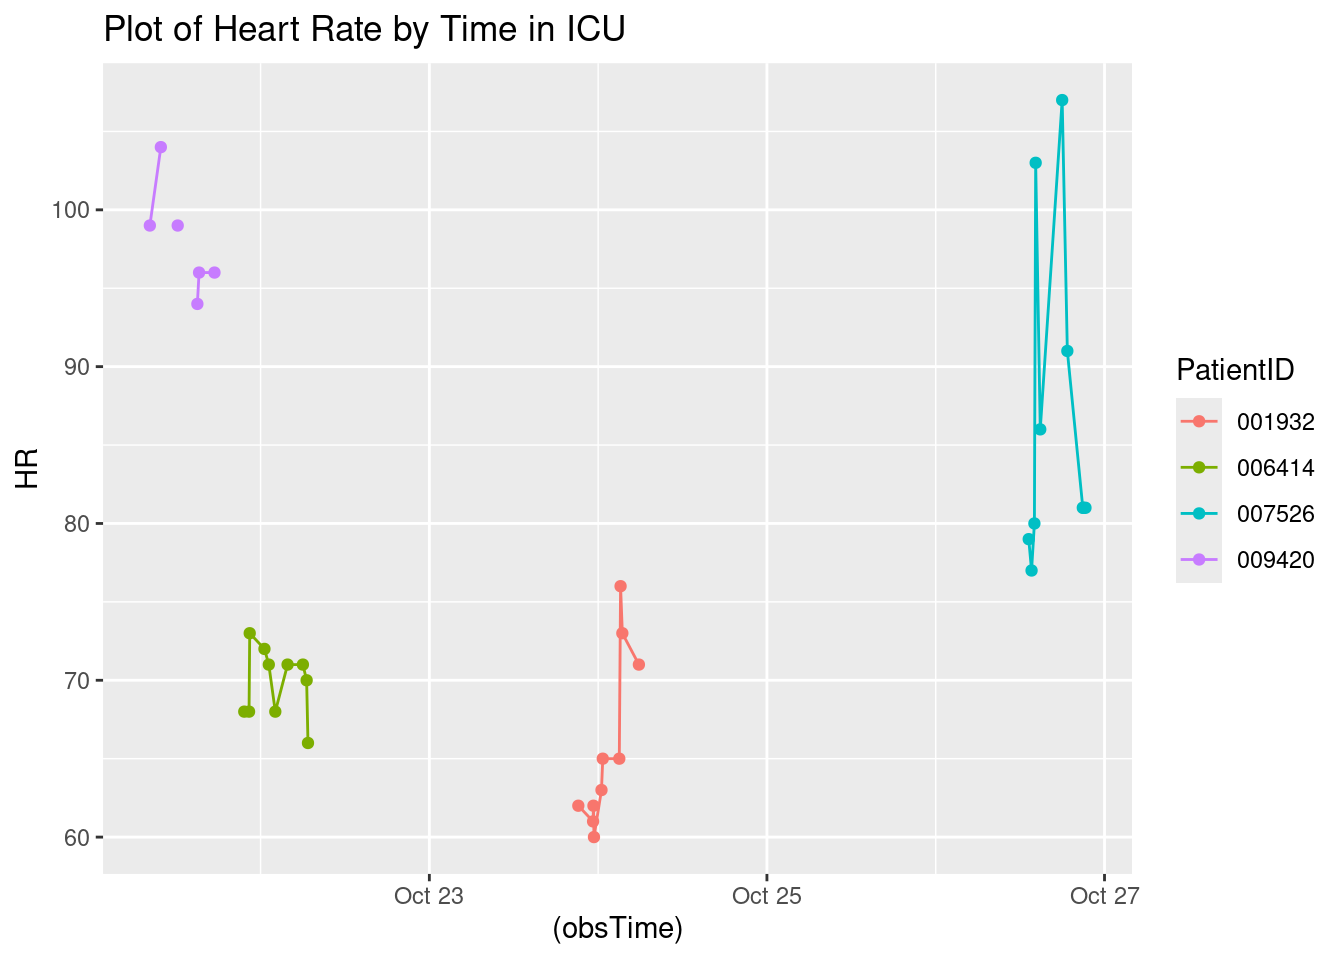 Plot of Heart Rate by Time in ICU
HR
100
90
80
70
60
Oct 23
Oct 25
Oct 27
(obsTime)
PatientID
001932
006414
007526
009420